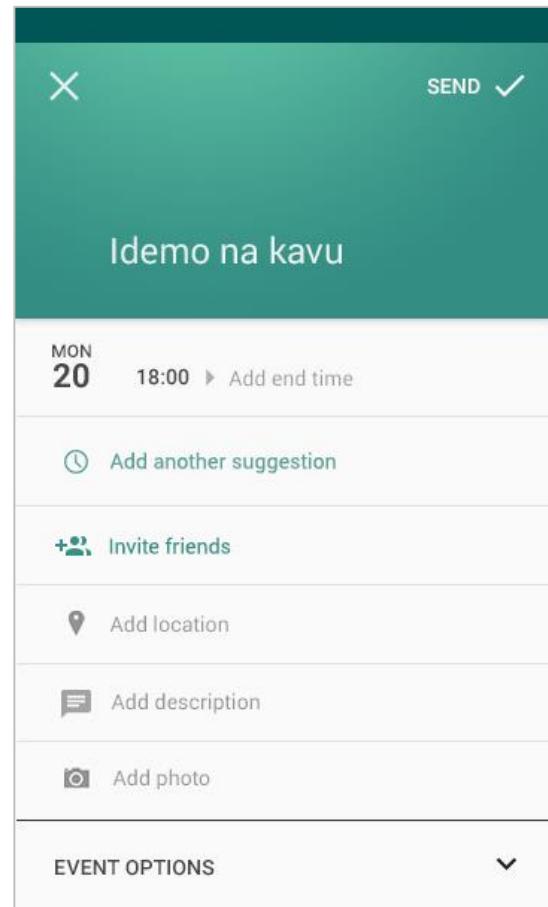 SEND
Idemo na kavu
MON
20 18:00 Add end time
Add another suggestion
Invite friends
Add location
Add description
Add photo
EVENT OPTIONS